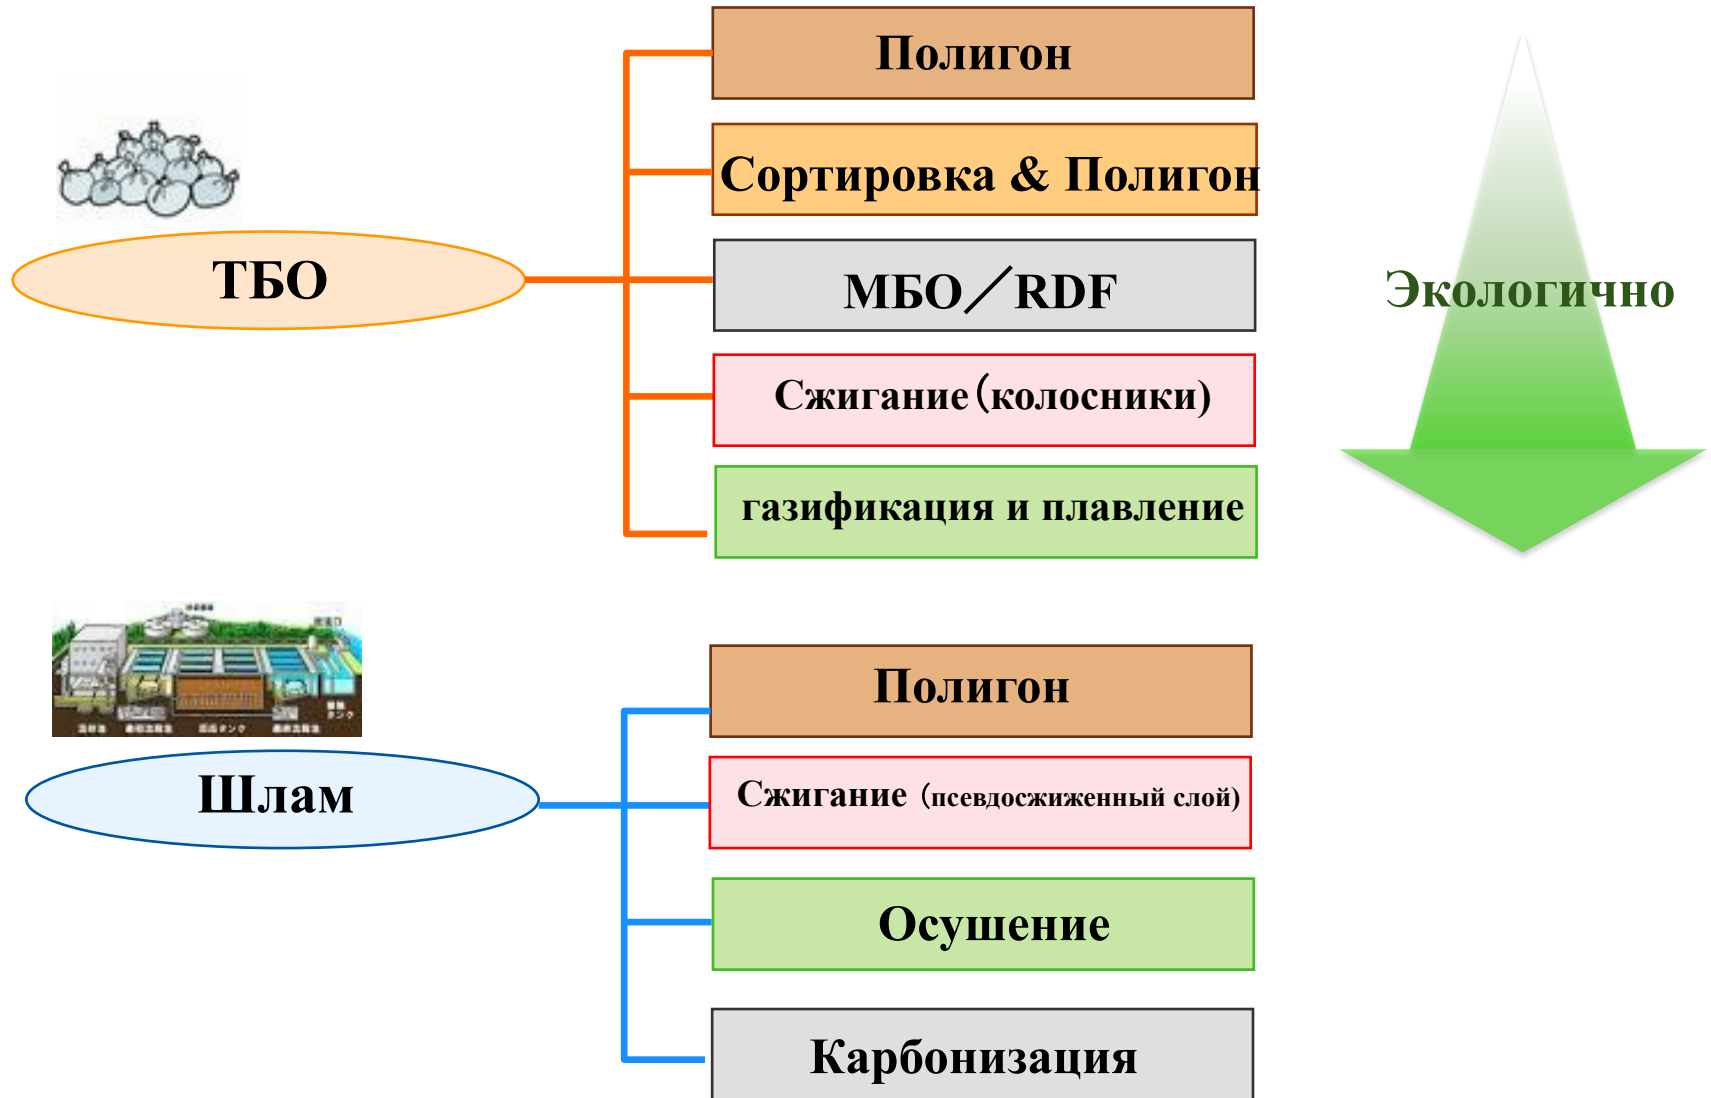 Полигон
Сортировка & Полигон
ТБО
МБО／RDF
Экологично
Сжигание（колосники)
газификация и плавление
Полигон
Шлам
Сжигание（псевдосжиженный слой)
Осушение
Карбонизация